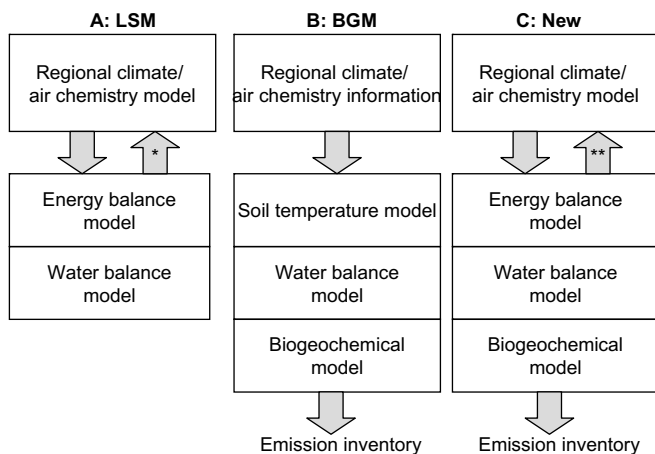 A: LSM
Regional climate/
air chemistry model
*
Energy balance
model
Water balance
model
B: BGM
Regional climate/
air chemistry information
Soil temperature model
Water balance
model
Biogeochemical
model
Emission inventory
C: New
Regional climate/
air chemistry model
**
Energy balance
model
Water balance
model
Biogeochemical
model
Emission inventory